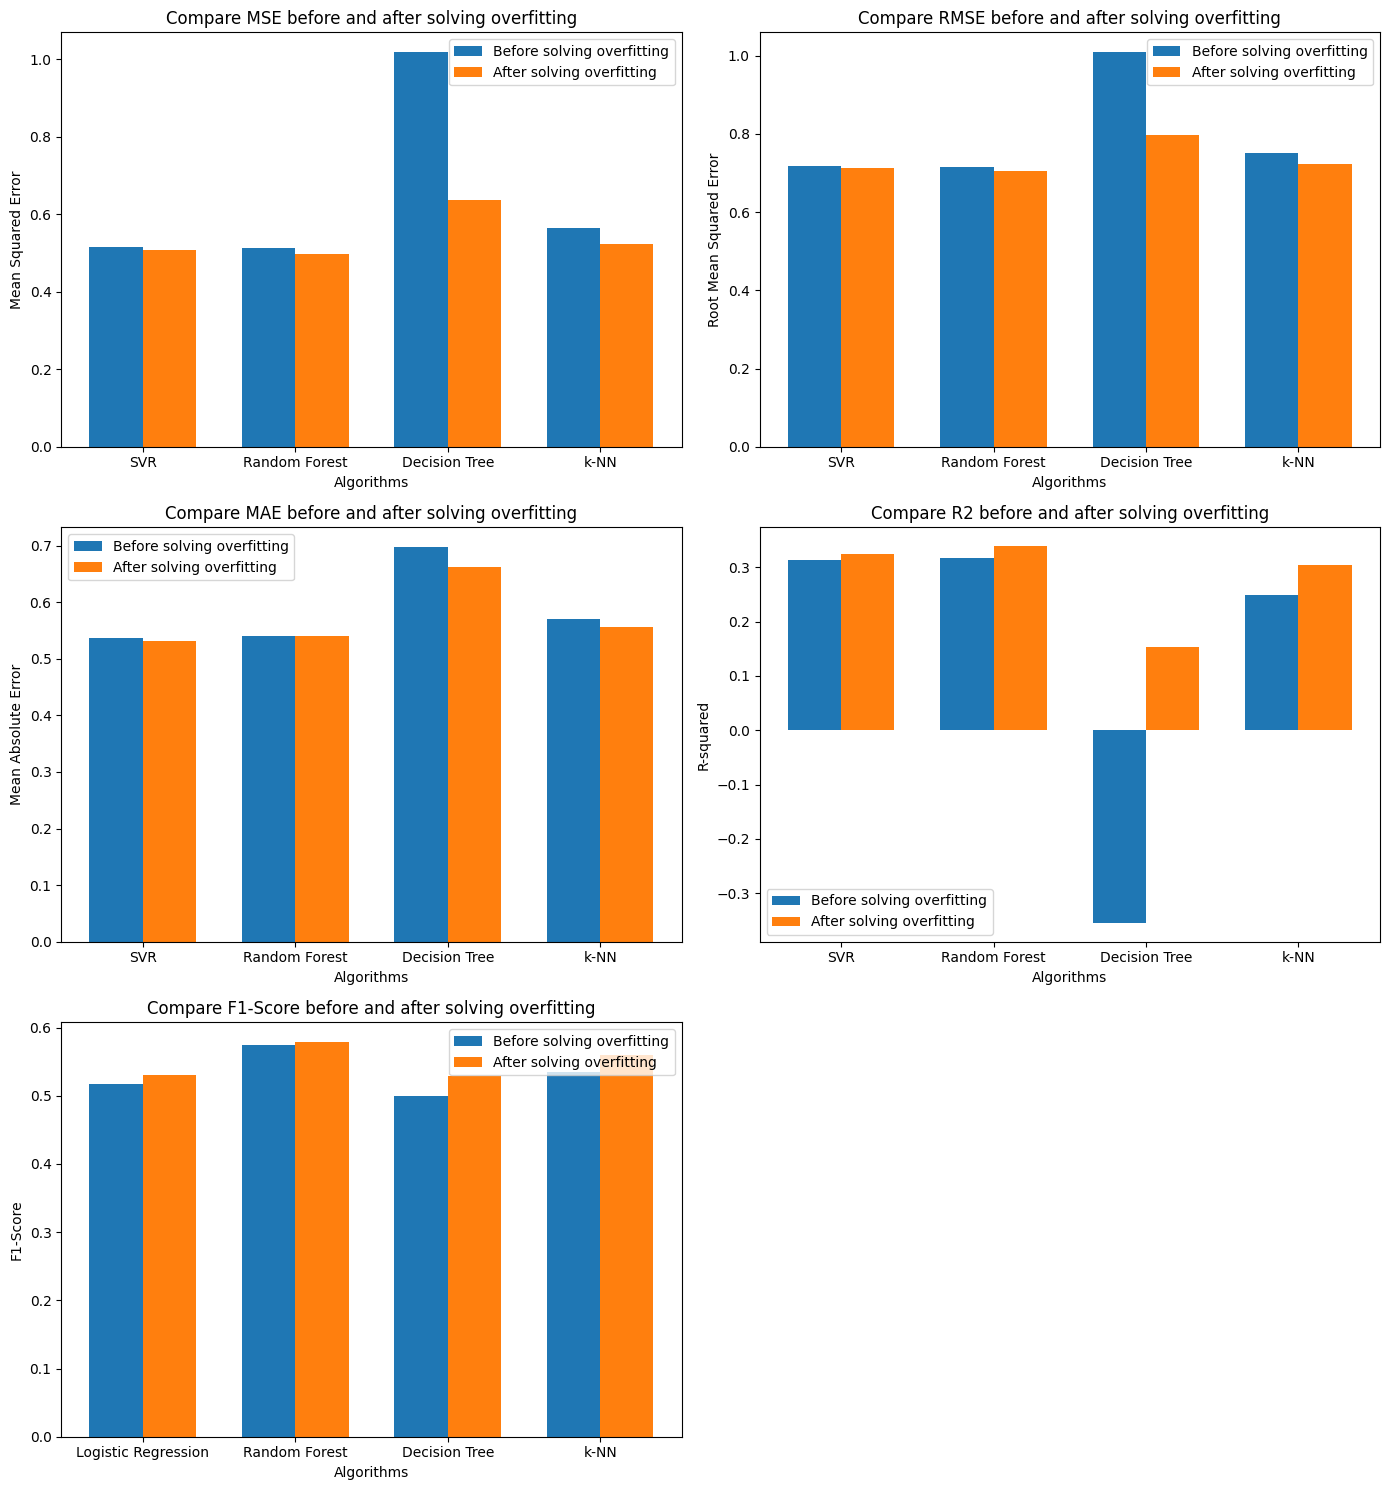 Compare MSE before and after solving overfitting
Before solving overfitting
After solving overfitting
1.0
0.8
0.6
0.4
0.2
0.0
Mean Squared Error
SVR Random Forest Decision Tree k-NN
Algorithms
Compare RMSE before and after solving overfitting
Before solving overfitting
After solving overfitting
1.0
0.8
0.6
0.4
0.2
0.0
Root Mean Squared Error
SVR Random Forest Decision Tree k-NN
Algorithms
Compare MAE before and after solving overfitting
Before solving overfitting
After solving overfitting
0.7
0.6
0.5
0.4
0.3
0.2
0.1
0.0
Mean Absolute Error
SVR Random Forest Decision Tree k-NN
Algorithms
Compare R2 before and after solving overfitting
0.3
0.2
0.1
0.0
−0.1
−0.2
−0.3
R-squared
Before solving overfitting
After solving overfitting
SVR Random Forest Decision Tree k-NN
Algorithms
Compare F1-Score before and after solving overfitting
Before solving overfitting
After solving overfitting
0.6
0.5
0.4
0.3
0.2
0.1
0.0
F1-Score
Logistic Regression Random Forest Decision Tree k-NN
Algorithms